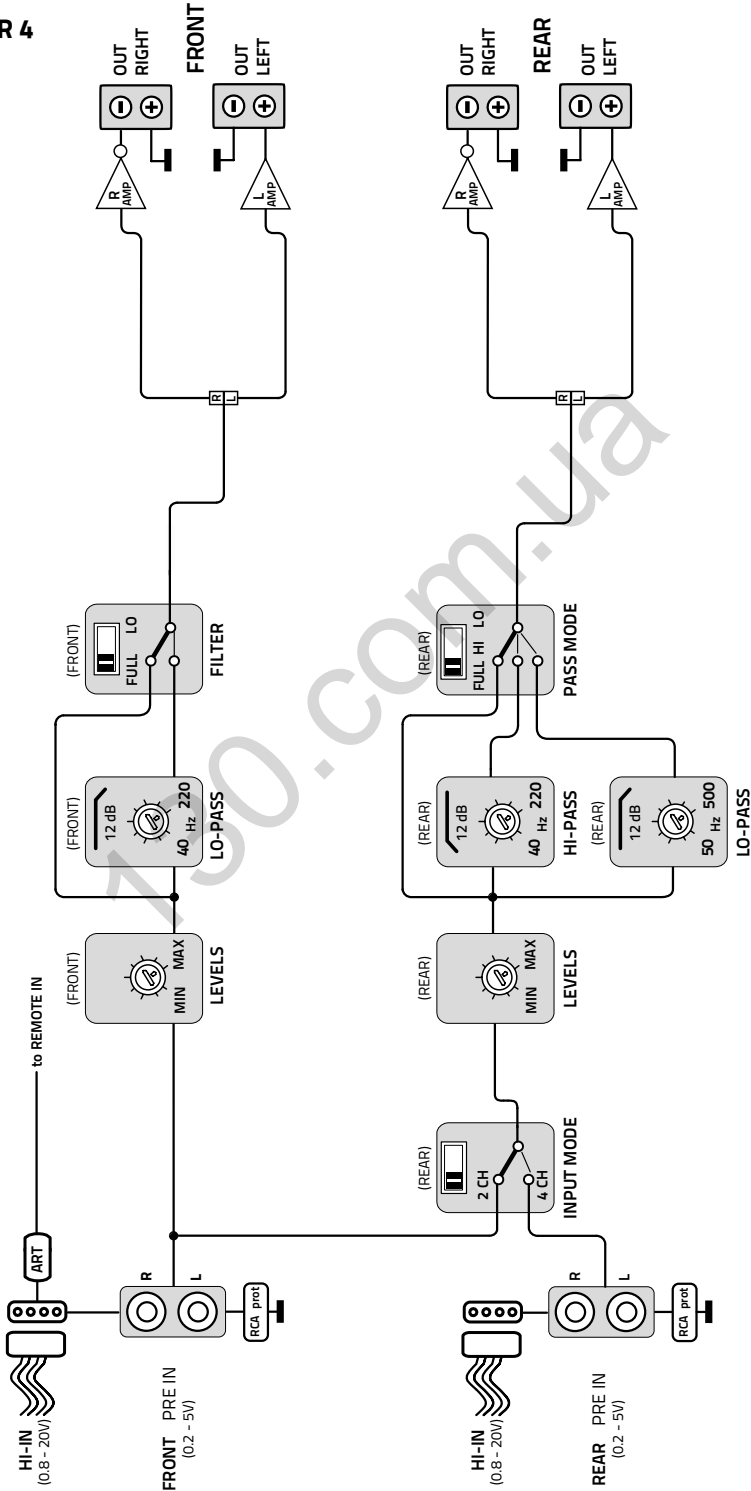 R 4
HI-IN
(0.8 - 20V)
FRONT PRE IN
(0.2 - 5V)
ART
to REMOTE IN
R
L
RCA prot
(FRONT)
MIN MAX
LEVELS
(FRONT)
12 dB
40 Hz 220
LO-PASS
(FRONT)
FULL LO
FILTER
R
L
R
AMP
L
AMP
OUT
RIGHT
FRONT
OUT
LEFT
HI-IN
(0.8 - 20V)
REAR PRE IN
(0.2 - 5V)
R
L
RCA prot
(REAR)
2 CH
4 CH
INPUT MODE
(REAR)
MIN MAX
LEVELS
(REAR)
12 dB
40 Hz 220
HI-PASS
(REAR)
12 dB
50 Hz 500
LO-PASS
(REAR)
FULL HI LO
PASS MODE
R
L
R
AMP
L
AMP
OUT
RIGHT
REAR
OUT
LEFT
130.com.ua